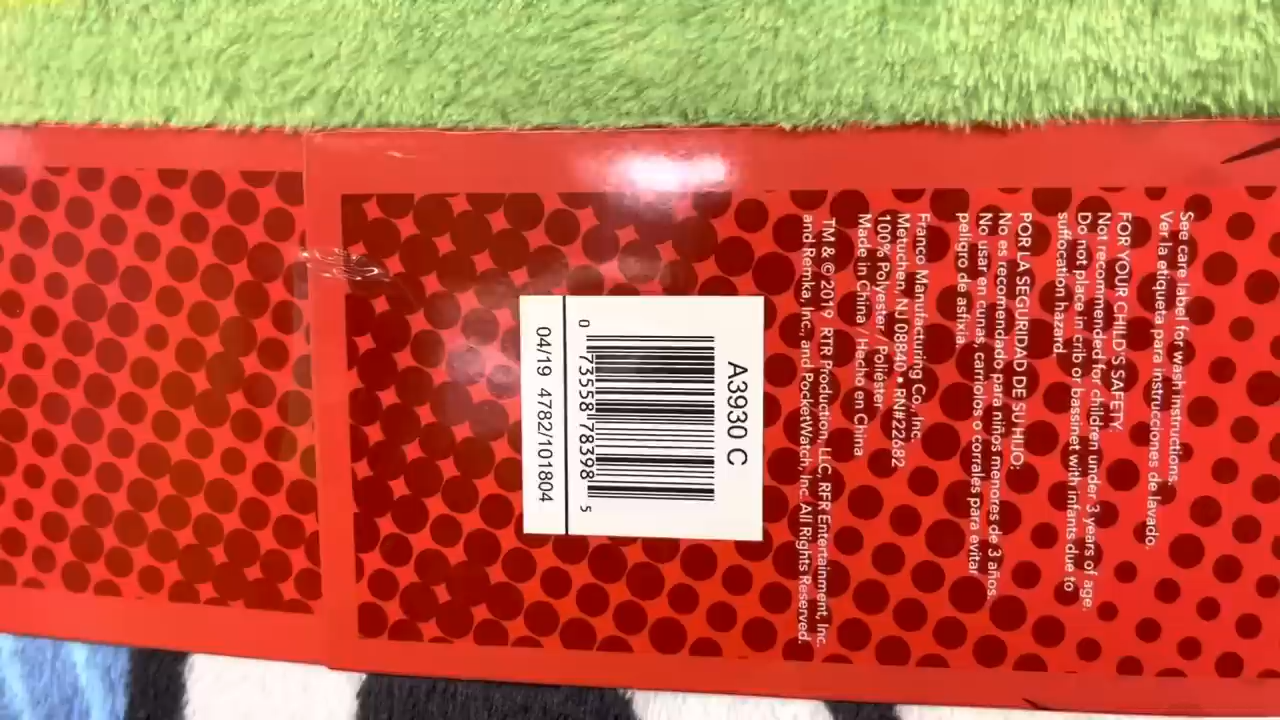 See care label for wash instructions.
Ver la etiqueta para instrucciones de lavado.
FOR YOUR CHILD'S SAFETY:
Not recommended for children under 3 years of age.
Do not place in crib or bassinet with infants due to
suffocation hazard.
POR LA SEGURIDAD DE SU HIJO:
No es recomendado para niños menores de 3 años.
No usar en cunas, carriolos o corrales para evitar
peligro de asfixia.
Franco Manufacturing Co., Inc.
Metuchen, NJ 08840 • RN#22682
100% Polyester / Poliéster
Made in China / Hecho en China
TM & © 2019 RTR Production, LLC, RFR Entertainment, Inc.
and Remka, Inc., and PocketWatch, Inc. All Rights Reserved.
A3930 C
0 73558 78398 5
04/19 4782/101804